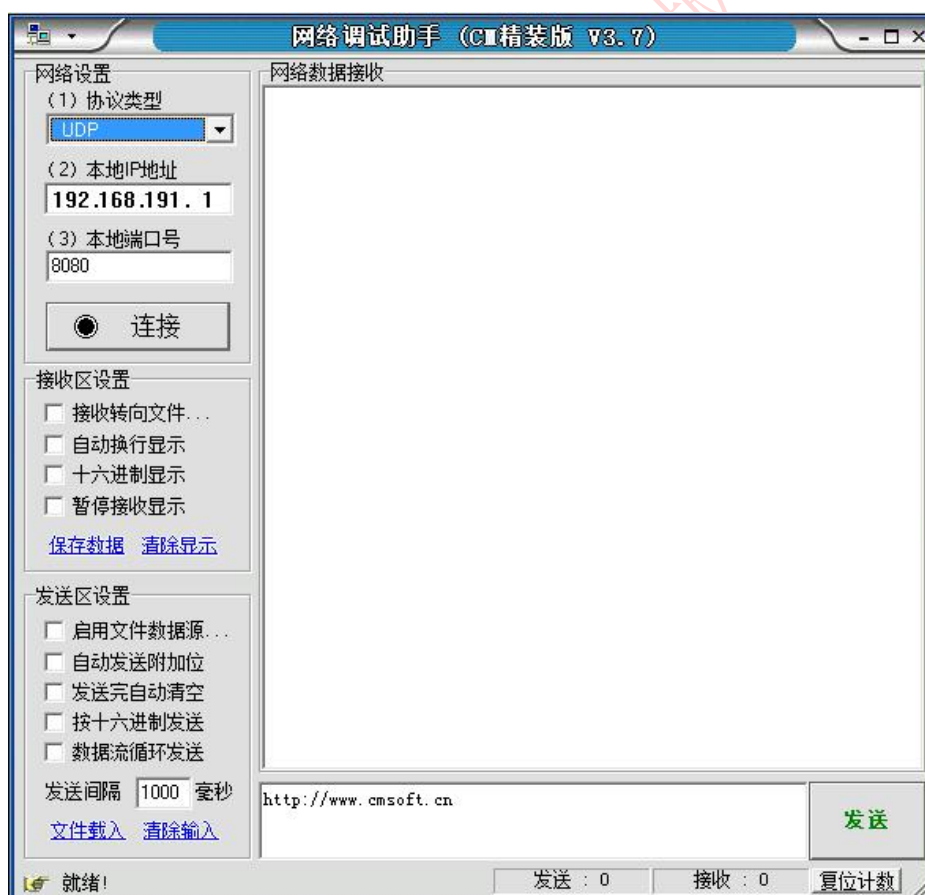 网络调试助手 (CM精装版 V3.7)
网络设置
(1) 协议类型
UDP
(2) 本地IP地址
192.168.191. 1
(3) 本地端口号
8080
连接
接收区设置
接收转向文件...
自动换行显示
十六进制显示
暂停接收显示
保存数据 清除显示
发送区设置
启用文件数据源...
自动发送附加位
发送完自动清空
按十六进制发送
数据流循环发送
发送间隔 1000 毫秒
文件载入 清除输入
网络数据接收
http://www.cmsoft.cn
发送
就绪!
发送 : 0
接收 : 0
复位计数